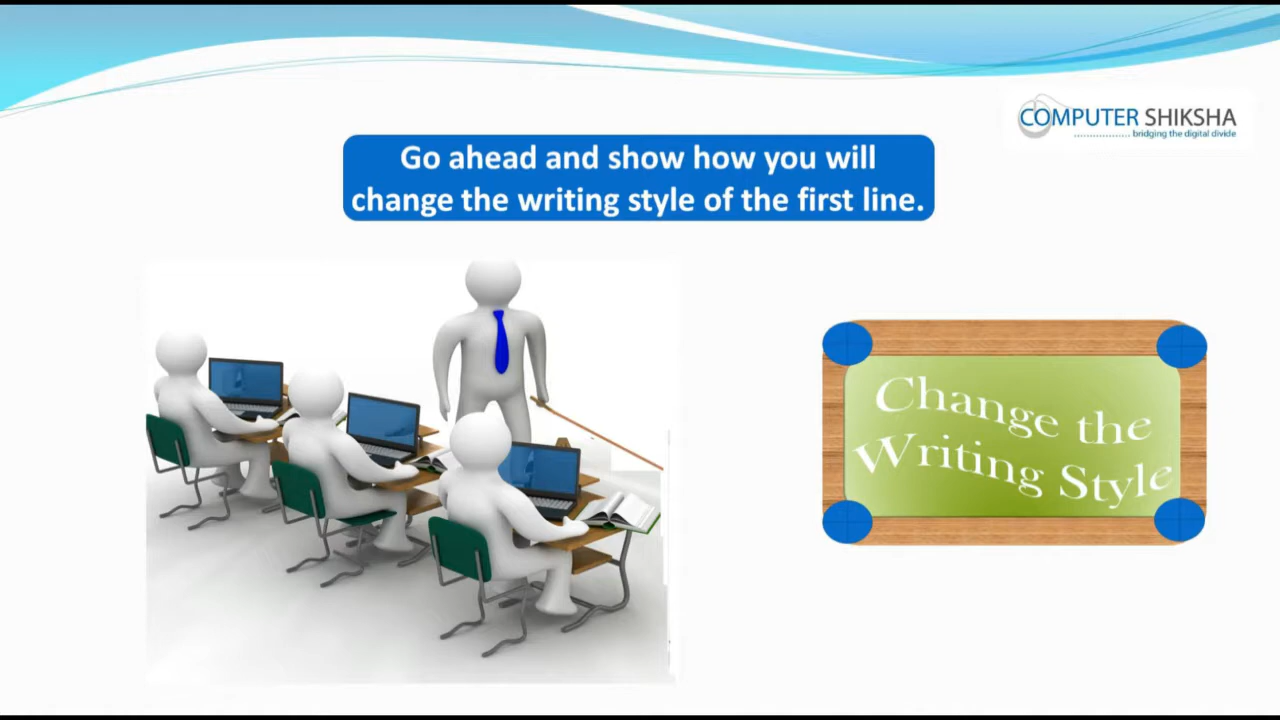 COMPUTER SHIKSHA
bridging the digital divide
Go ahead and show how you will
change the writing style of the first line.
Change the
Writing Style